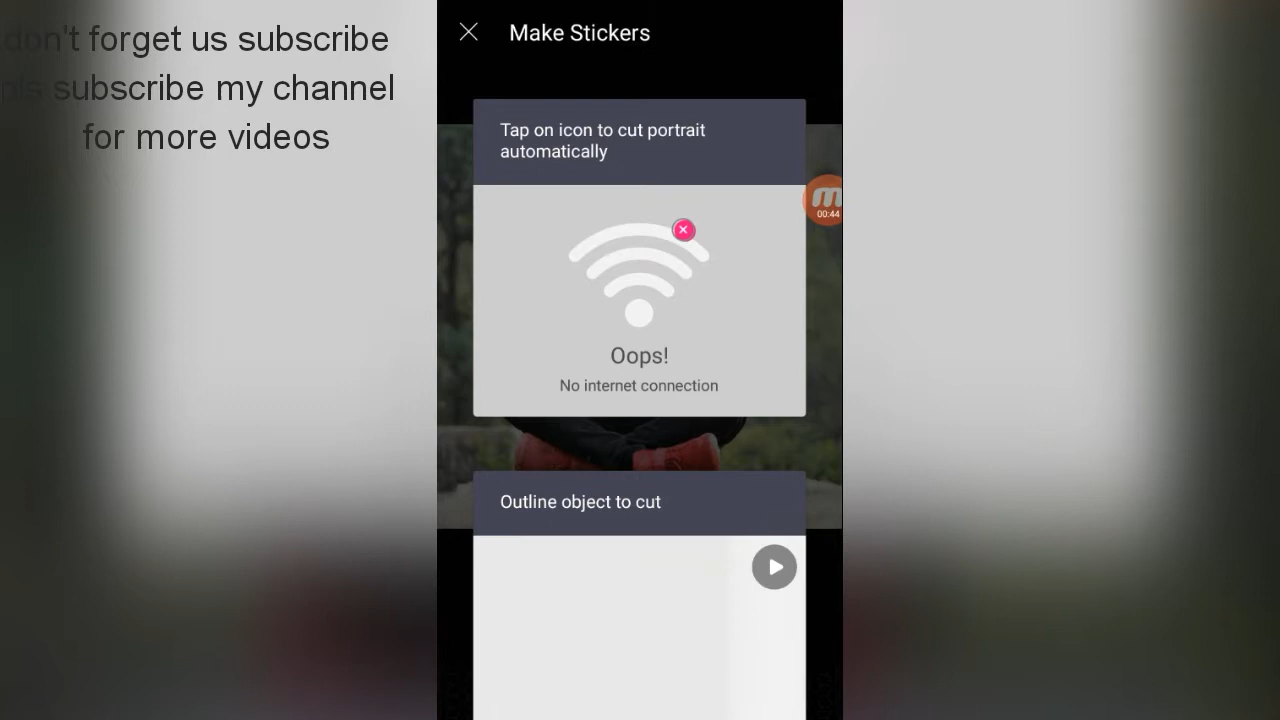 don't forget us subscribe
pls subscribe my channel
for more videos
Make Stickers
Tap on icon to cut portrait
automatically
00:44
Oops!
No internet connection
Outline object to cut